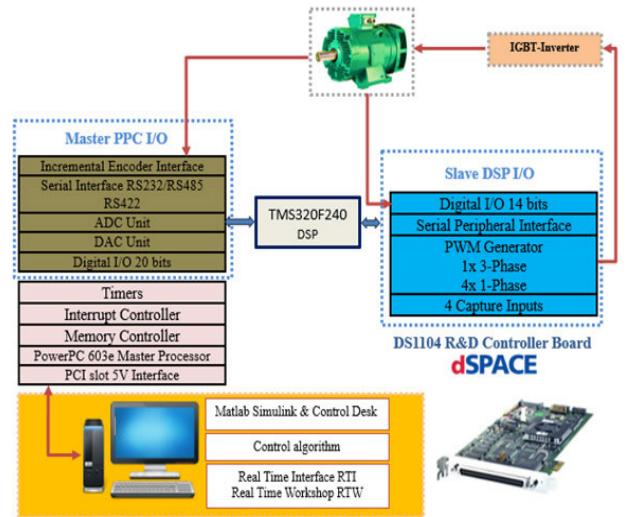 IGBT-Inverter
Master PPC I/O
Incremental Encoder Interface
Serial Interface RS232/RS485
RS422
ADC Unit
DAC Unit
Digital I/O 20 bits
Timers
Interrupt Controller
Memory Controller
PowerPC 603e Master Processor
PCI slot 5V Interface
TMS320F240
DSP
Slave DSP I/O
Digital I/O 14 bits
Serial Peripheral Interface
PWM Generator
1x 3-Phase
4x 1-Phase
4 Capture Inputs
DS1104 R&D Controller Board
dSPACE
Matlab Simulink & Control Desk
Control algorithm
Real Time Interface RTI
Real Time Workshop RTW